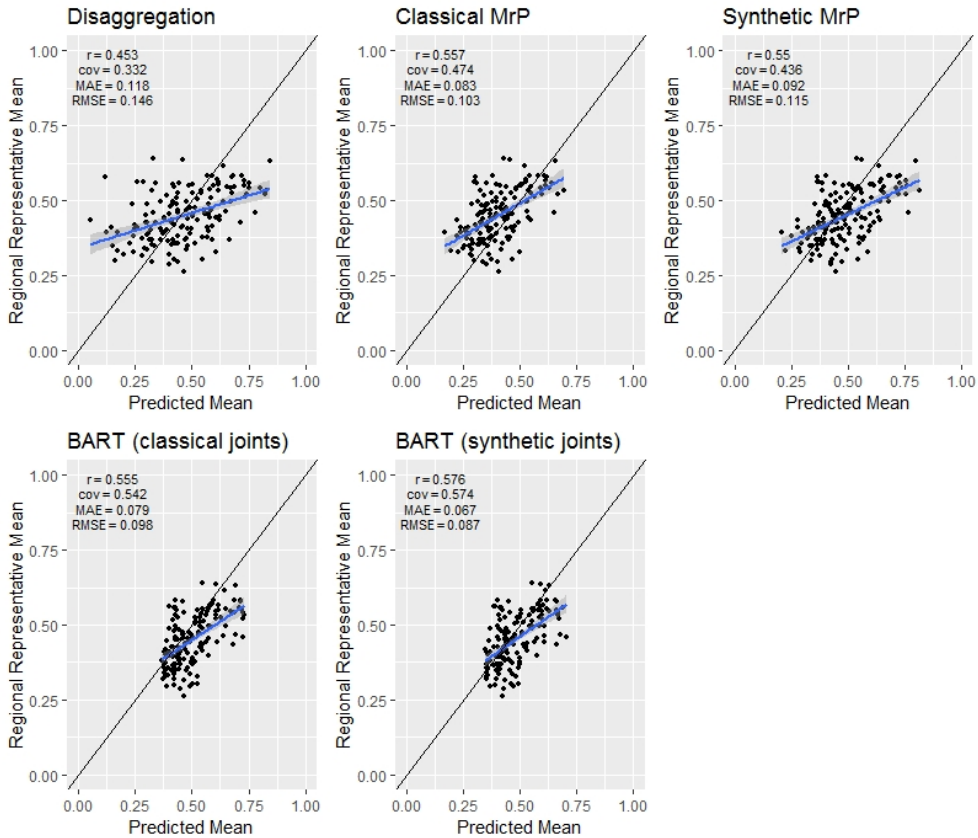 Disaggregation
r = 0.453
cov = 0.332
MAE = 0.118
RMSE = 0.146
1.00
0.75
0.50
0.25
0.00
Regional Representative Mean
0.00 0.25 0.50 0.75 1.00
Predicted Mean
Classical MrP
r = 0.557
cov = 0.474
MAE = 0.083
RMSE = 0.103
1.00
0.75
0.50
0.25
0.00
Regional Representative Mean
0.00 0.25 0.50 0.75 1.00
Predicted Mean
Synthetic MrP
r = 0.55
cov = 0.436
MAE = 0.092
RMSE = 0.115
1.00
0.75
0.50
0.25
0.00
Regional Representative Mean
0.00 0.25 0.50 0.75 1.00
Predicted Mean
BART (classical joints)
r = 0.555
cov = 0.542
MAE = 0.079
RMSE = 0.098
1.00
0.75
0.50
0.25
0.00
Regional Representative Mean
0.00 0.25 0.50 0.75 1.00
Predicted Mean
BART (synthetic joints)
r = 0.576
cov = 0.574
MAE = 0.067
RMSE = 0.087
1.00
0.75
0.50
0.25
0.00
Regional Representative Mean
0.00 0.25 0.50 0.75 1.00
Predicted Mean